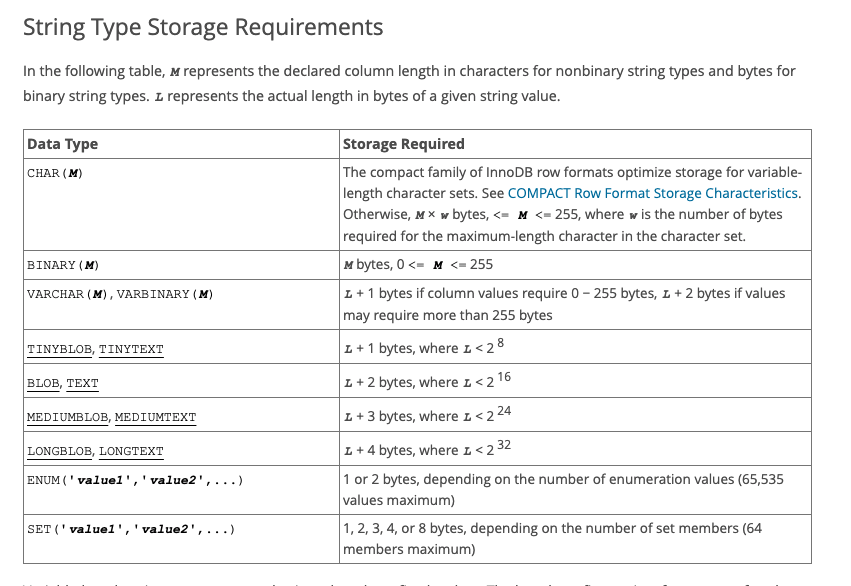 String Type Storage Requirements
In the following table, M represents the declared column length in characters for nonbinary string types and bytes for
binary string types. L represents the actual length in bytes of a given string value.
Data Type Storage Required
CHAR(M) The compact family of InnoDB row formats optimize storage for variable-
length character sets. See COMPACT Row Format Storage Characteristics.
Otherwise, M × w bytes, <= M <= 255, where w is the number of bytes
required for the maximum-length character in the character set.
BINARY(M) M bytes, 0 <= M <= 255
VARCHAR(M), VARBINARY(M) L + 1 bytes if column values require 0 − 255 bytes, L + 2 bytes if values
may require more than 255 bytes
TINYBLOB, TINYTEXT L + 1 bytes, where L < 2 8
BLOB, TEXT L + 2 bytes, where L < 2 16
MEDIUMBLOB, MEDIUMTEXT L + 3 bytes, where L < 2 24
LONGBLOB, LONGTEXT L + 4 bytes, where L < 2 32
ENUM('value1','value2',...) 1 or 2 bytes, depending on the number of enumeration values (65,535
values maximum)
SET('value1','value2',...) 1, 2, 3, 4, or 8 bytes, depending on the number of set members (64
members maximum)